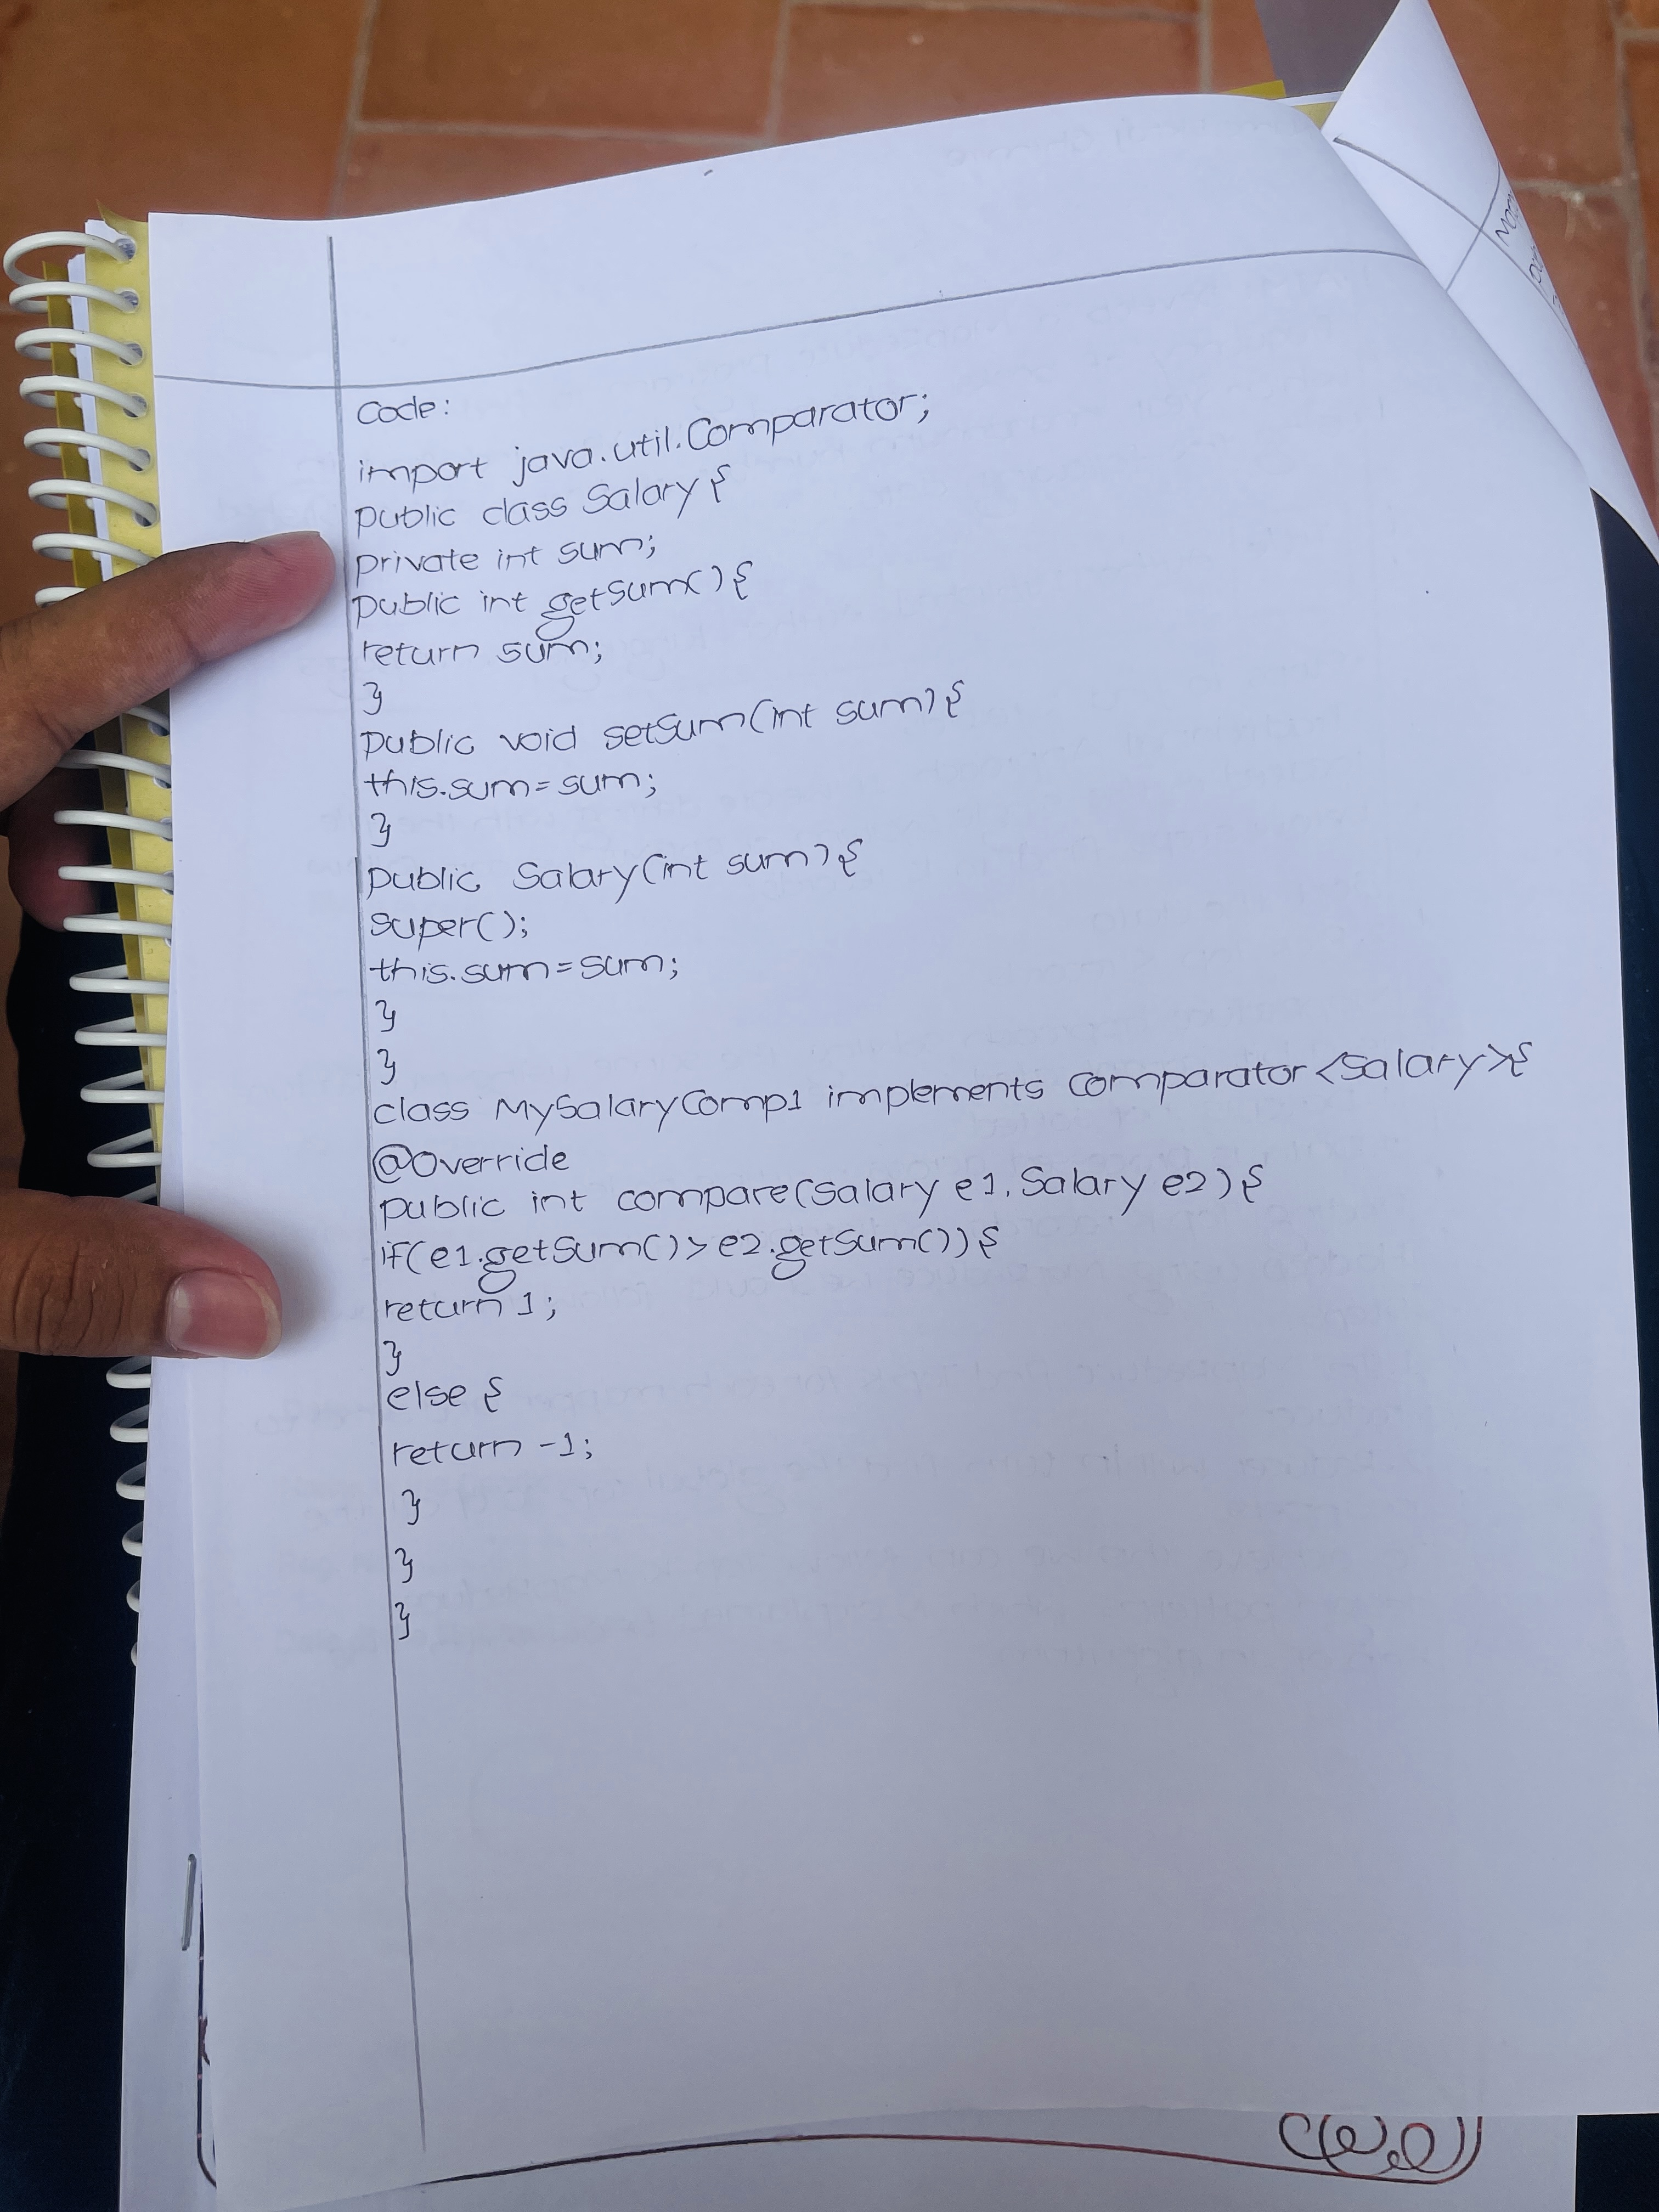 Code:
import java.util.Comparator;
public class Salary {
private int sum;
public int getSum() {
return sum;
}
public void setSum(int sum) {
this.sum=sum;
}
public Salary(int sum) {
super();
this.sum=sum;
}
}
class MySalaryComp1 implements Comparator<Salary>{
@Override
public int compare(Salary e1, Salary e2) {
if(e1.getSum()>e2.getSum()) {
return 1;
}
else {
return -1;
}
}
}